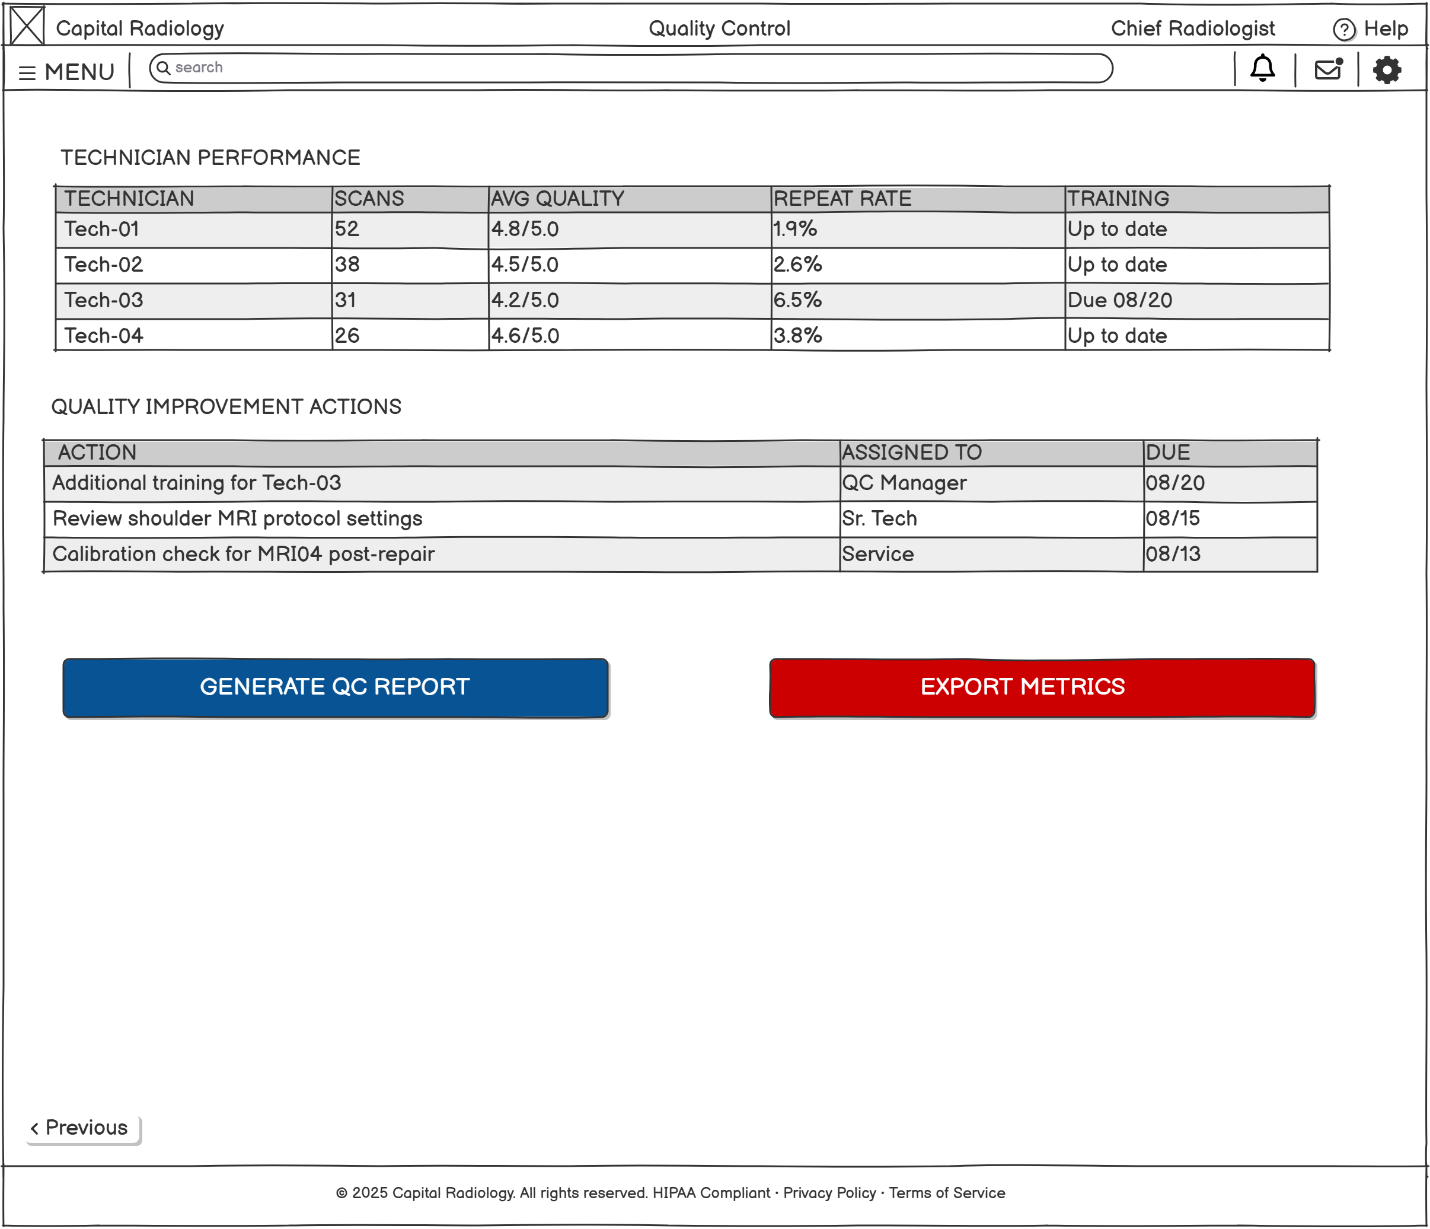 Capital Radiology Quality Control Chief Radiologist Help
MENU search
TECHNICIAN PERFORMANCE
TECHNICIAN SCANS AVG QUALITY REPEAT RATE TRAINING
Tech-01 52 4.8/5.0 1.9% Up to date
Tech-02 38 4.5/5.0 2.6% Up to date
Tech-03 31 4.2/5.0 6.5% Due 08/20
Tech-04 26 4.6/5.0 3.8% Up to date
QUALITY IMPROVEMENT ACTIONS
ACTION ASSIGNED TO DUE
Additional training for Tech-03 QC Manager 08/20
Review shoulder MRI protocol settings Sr. Tech 08/15
Calibration check for MRI04 post-repair Service 08/13
GENERATE QC REPORT EXPORT METRICS
Previous
© 2025 Capital Radiology. All rights reserved. HIPAA Compliant · Privacy Policy · Terms of Service